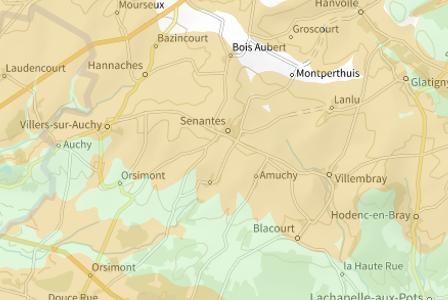 Mourseux
Hanvoile
Bazincourt
Groscourt
Bois Aubert
Laudencourt
Hannaches
Montperthuis
Glatigny
Lanlu
Villers-sur-Auchy
Senantes
Auchy
Orsimont
Amuchy
Villembray
Hodenc-en-Bray
Blacourt
Orsimont
la Haute Rue
Douce Rue
Lachapelle-aux-Pots